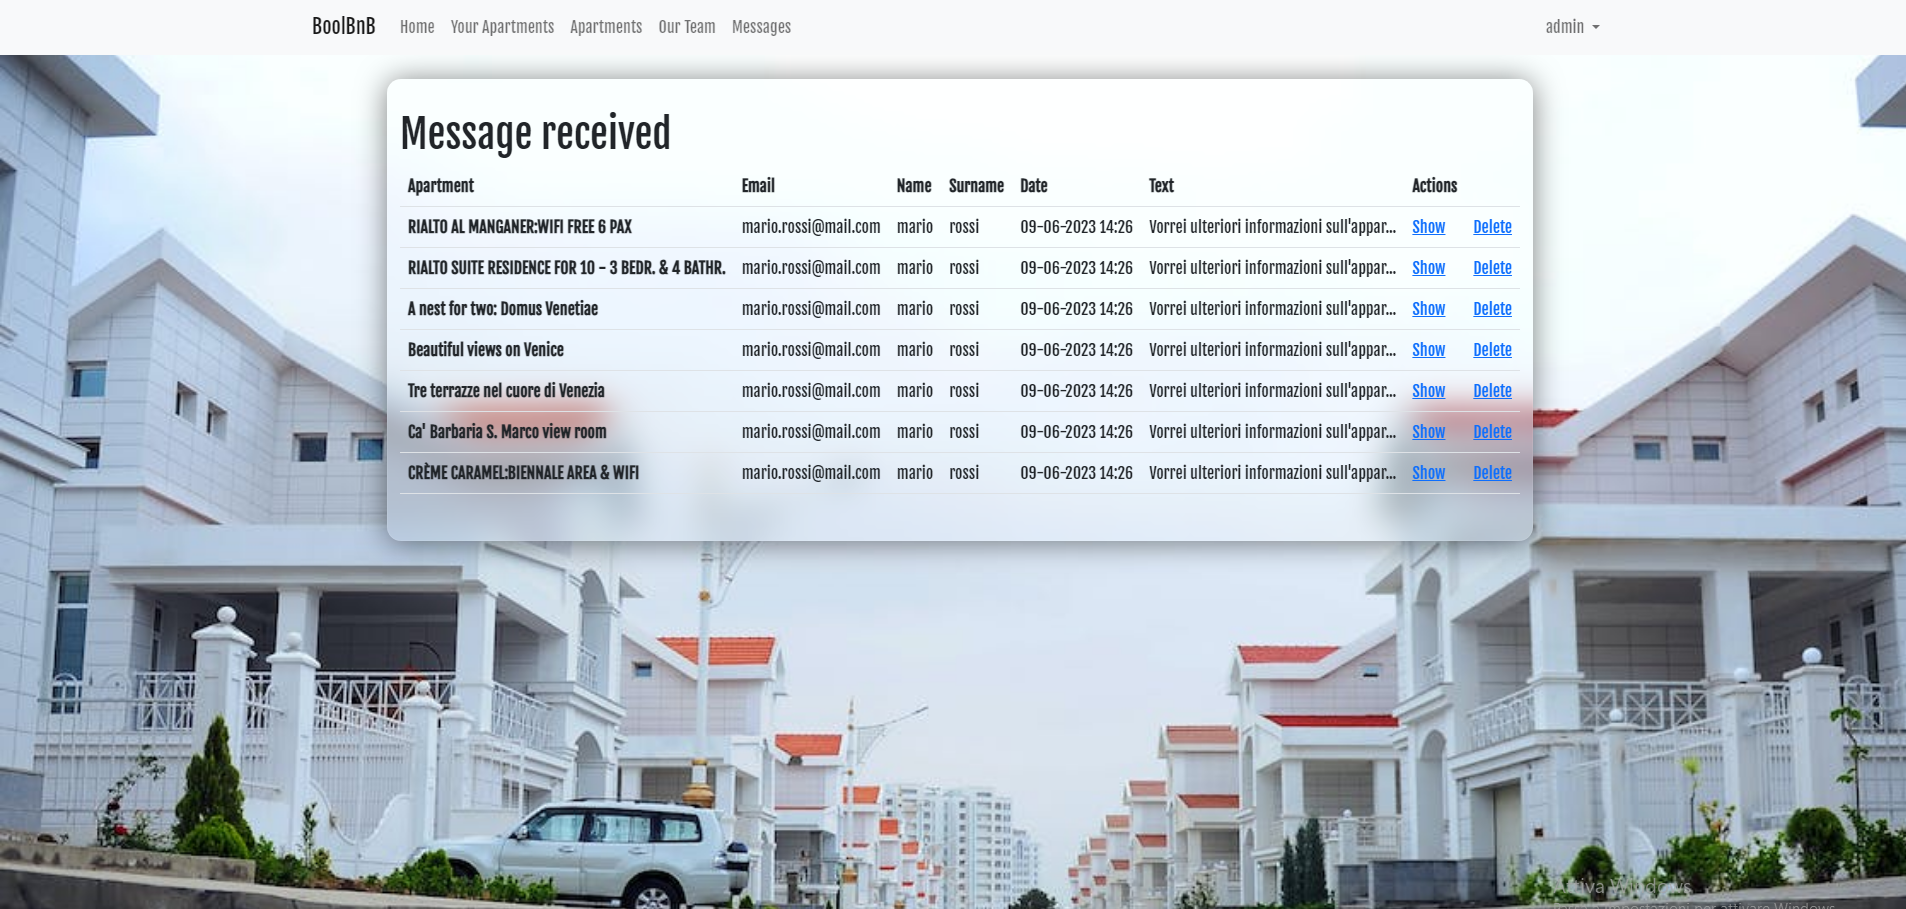 BoolBnB Home Your Apartments Apartments Our Team Messages admin
Message received
Apartment Email Name Surname Date Text Actions
RIALTO AL MANGANER:WIFI FREE 6 PAX mario.rossi@mail.com mario rossi 09-06-2023 14:26 Vorrei ulteriori informazioni sull'appar... Show Delete
RIALTO SUITE RESIDENCE FOR 10 - 3 BEDR. & 4 BATHR. mario.rossi@mail.com mario rossi 09-06-2023 14:26 Vorrei ulteriori informazioni sull'appar... Show Delete
A nest for two: Domus Venetiae mario.rossi@mail.com mario rossi 09-06-2023 14:26 Vorrei ulteriori informazioni sull'appar... Show Delete
Beautiful views on Venice mario.rossi@mail.com mario rossi 09-06-2023 14:26 Vorrei ulteriori informazioni sull'appar... Show Delete
Tre terrazze nel cuore di Venezia mario.rossi@mail.com mario rossi 09-06-2023 14:26 Vorrei ulteriori informazioni sull'appar... Show Delete
Ca' Barbaria S. Marco view room mario.rossi@mail.com mario rossi 09-06-2023 14:26 Vorrei ulteriori informazioni sull'appar... Show Delete
CRÈME CARAMEL:BIENNALE AREA & WIFI mario.rossi@mail.com mario rossi 09-06-2023 14:26 Vorrei ulteriori informazioni sull'appar... Show Delete
Windows
impostazioni per attivare Windows